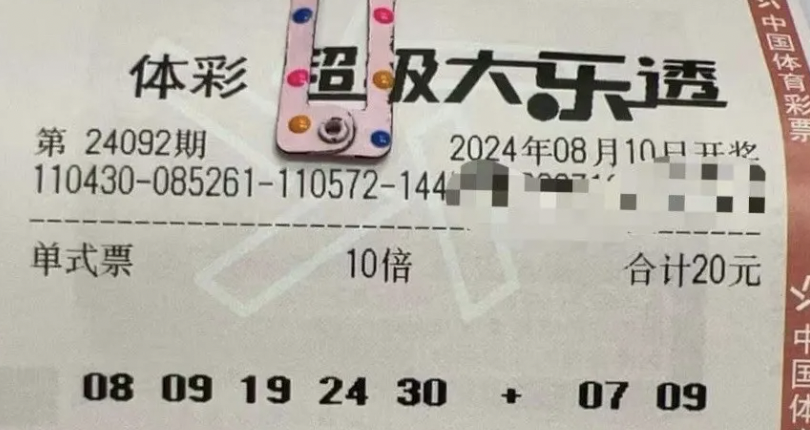 体彩 超级大乐透
第 24092期 2024年08月10日开奖
110430-085261-110572-144
单式票 10倍 合计20元
08 09 19 24 30 + 07 09
中国体育彩票
中国体